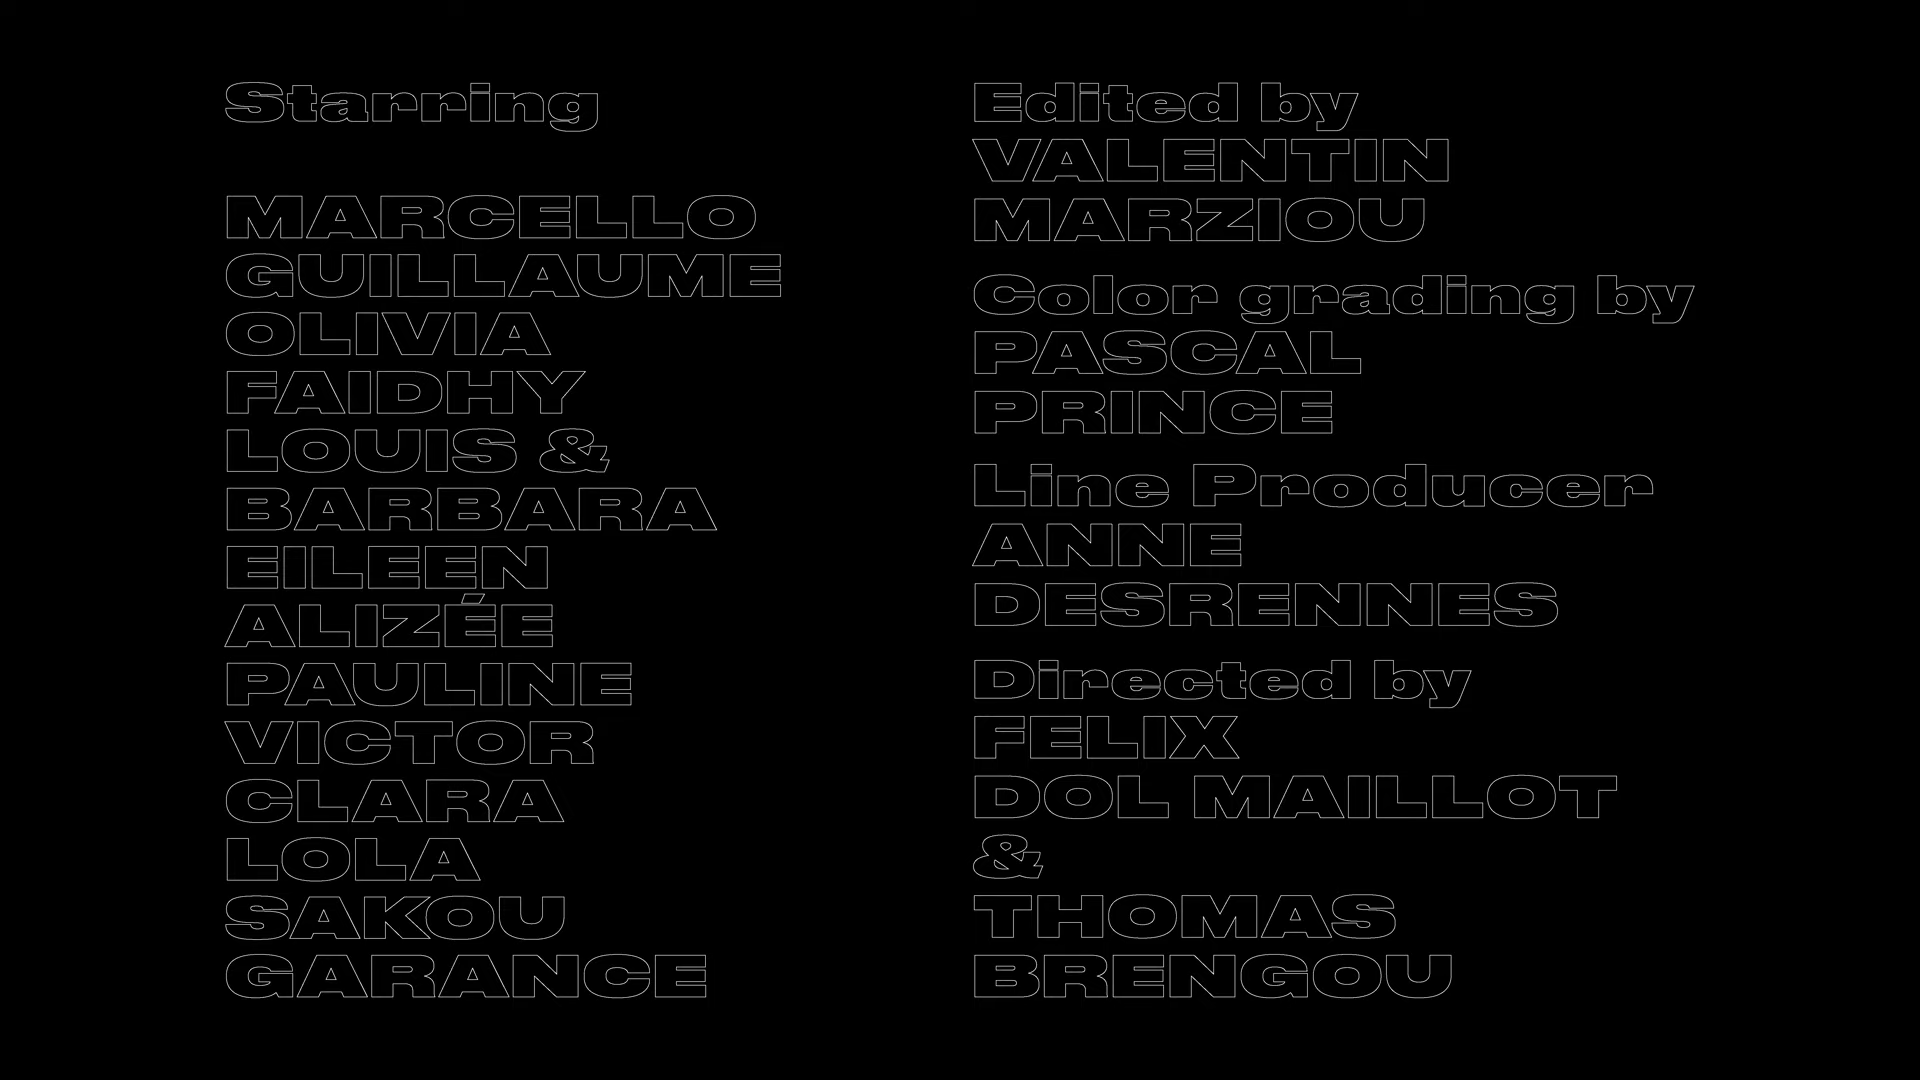 Starring
MARCELLO
GUILLAUME
OLIVIA
FAIDHY
LOUIS &
BARBARA
EILEEN
ALIZÉE
PAULINE
VICTOR
CLARA
LOLA
SAKOU
GARANCE
Edited by
VALENTIN
MARZIOU
Color grading by
PASCAL
PRINCE
Line Producer
ANNE
DESRENNES
Directed by
FELIX
DOL MAILLOT
&
THOMAS
BRENGOU